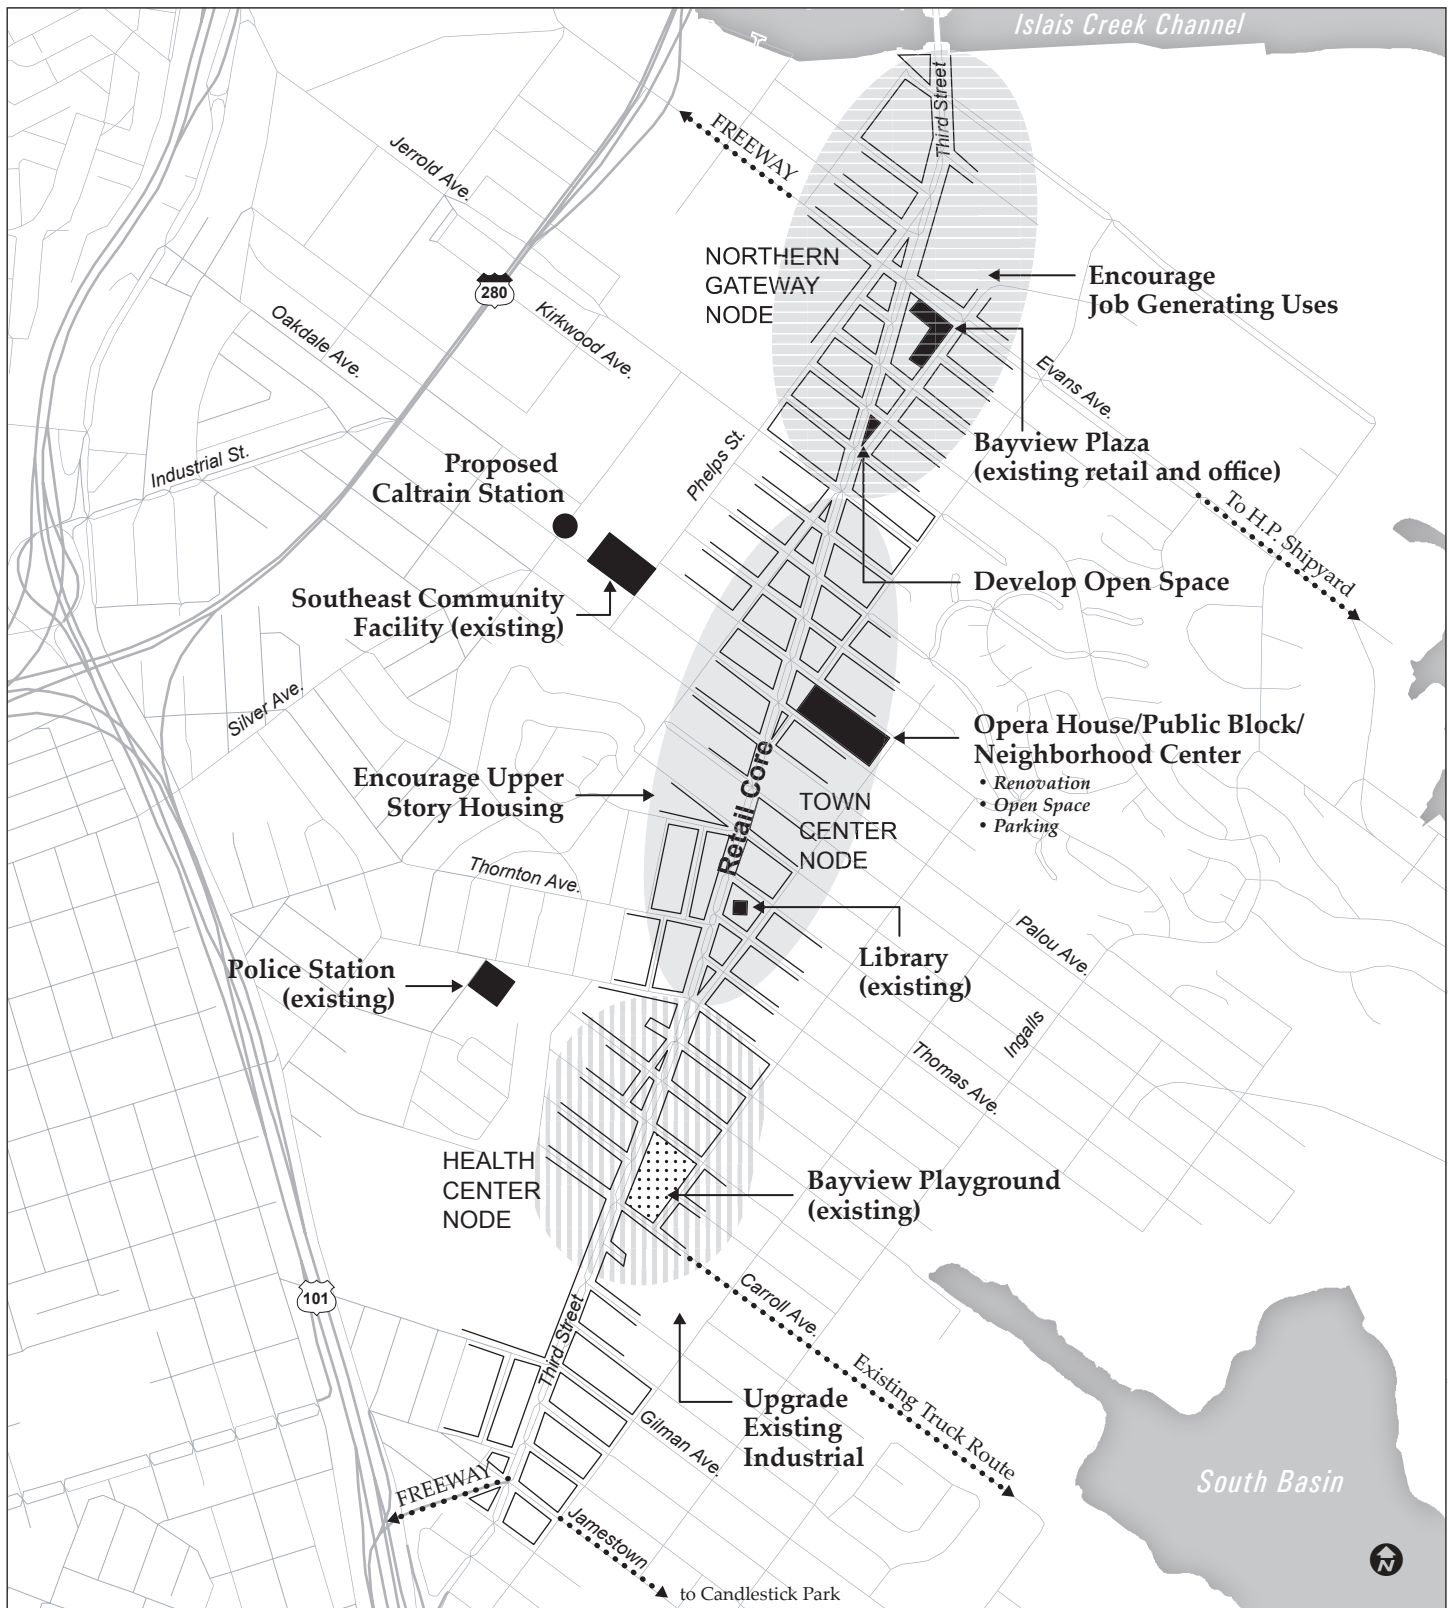 Islais Creek Channel
Third Street
FREEWAY
Jerrold Ave.
NORTHERN
GATEWAY
NODE
Encourage
Job Generating Uses
280
Kirkwood Ave.
Oakdale Ave.
Evans Ave.
Bayview Plaza
(existing retail and office)
Phelps St.
Industrial St.
Proposed
Caltrain Station
To H.P. Shipyard
Develop Open Space
Southeast Community
Facility (existing)
Silver Ave.
Opera House/Public Block/
Neighborhood Center
• Renovation
• Open Space
• Parking
Encourage Upper
Story Housing
Retail Core
TOWN
CENTER
NODE
Thornton Ave.
Library
(existing)
Palou Ave.
Police Station
(existing)
Ingalls
Thomas Ave.
HEALTH
CENTER
NODE
Bayview Playground
(existing)
101
Carroll Ave.
Third Street
Existing Truck Route
Upgrade
Existing
Industrial
Gilman Ave.
FREEWAY
South Basin
Jamestown
to Candlestick Park
N